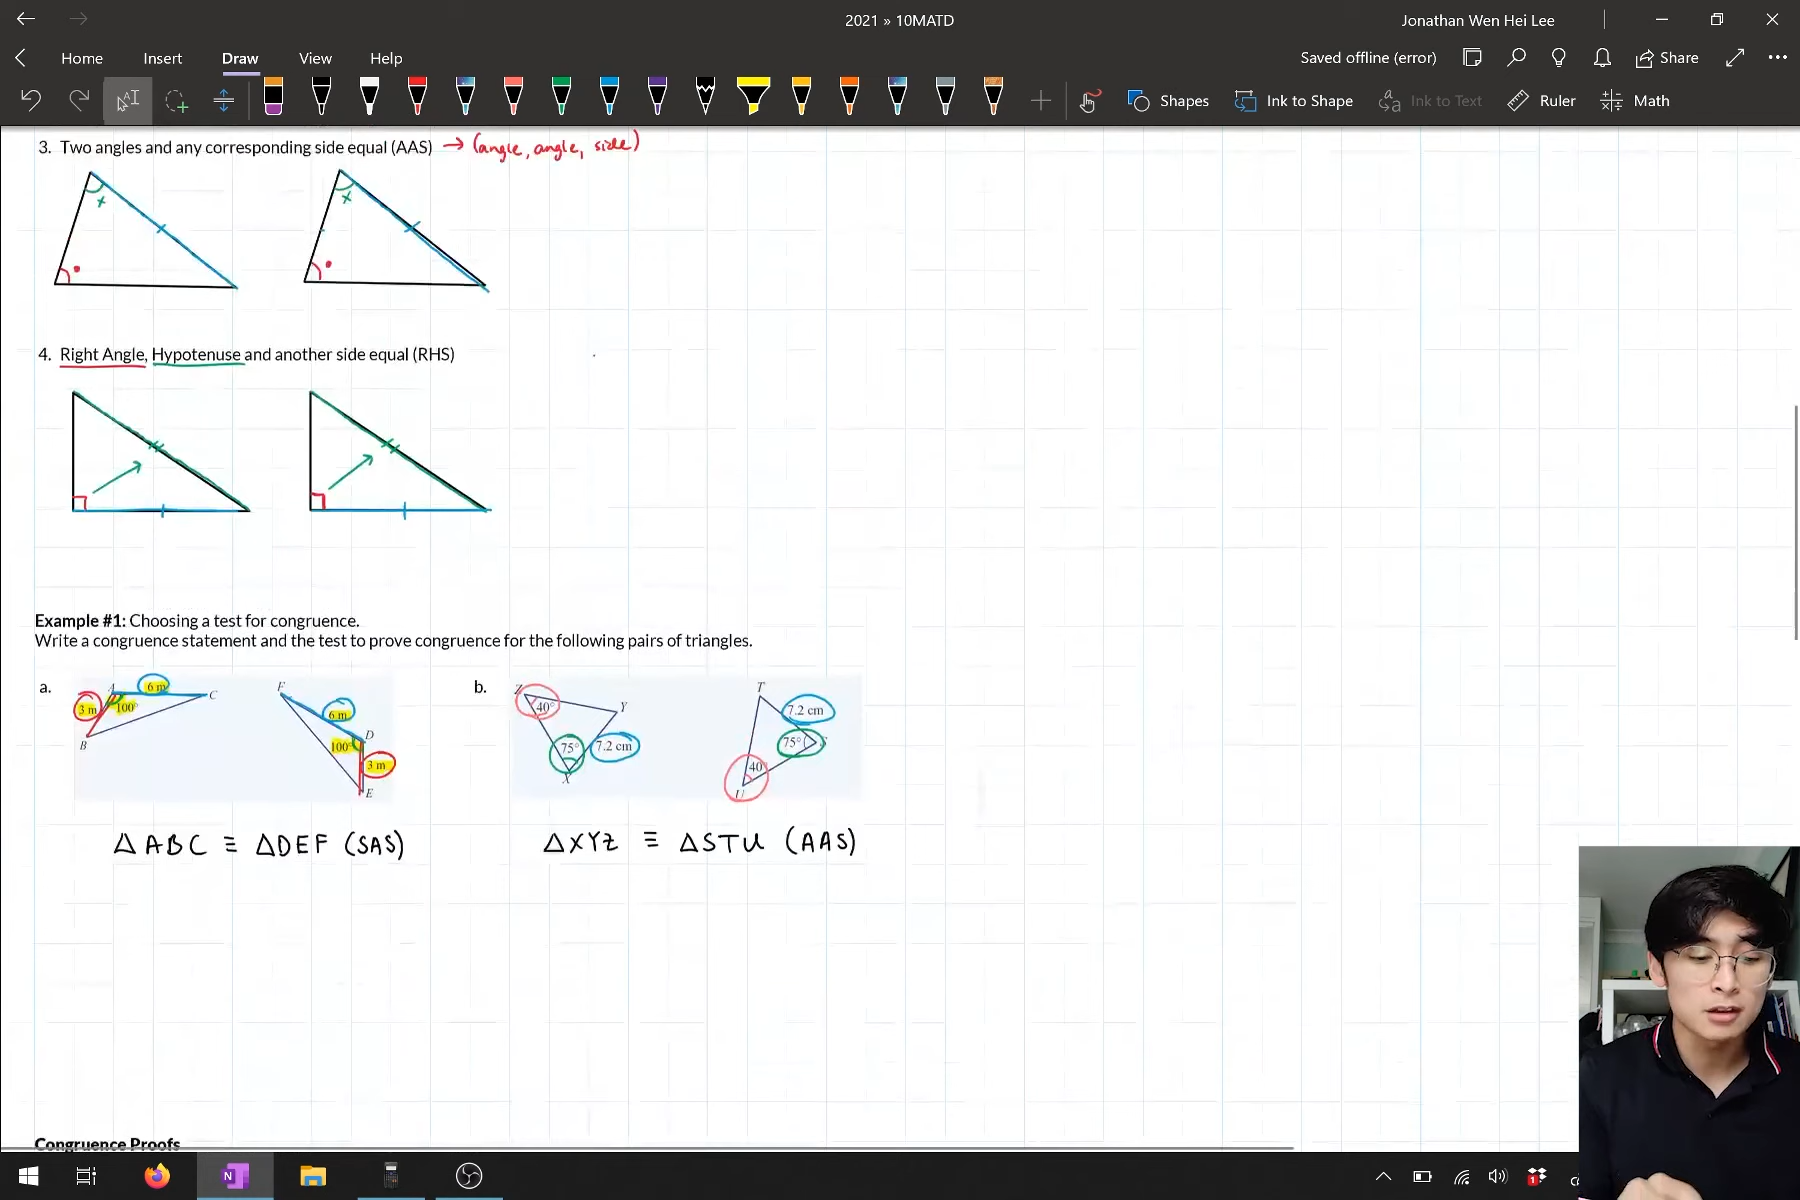 2021 » 10MATD
Jonathan Wen Hei Lee
Home Insert Draw View Help
Saved offline (error) Share
Shapes Ink to Shape Ink to Text Ruler Math
3. Two angles and any corresponding side equal (AAS) → (angle, angle, side)
x x
4. Right Angle, Hypotenuse and another side equal (RHS)
Example #1: Choosing a test for congruence.
Write a congruence statement and the test to prove congruence for the following pairs of triangles.
a.
A 6 m C
3 m 100°
B
F
6 m
D
100°
3 m
E
b.
Z
40°
Y
75° 7.2 cm
X
T
7.2 cm
75° S
40
U
△ABC ≡ △DEF (SAS)
△XYZ ≡ △STU (AAS)
Congruence Proofs